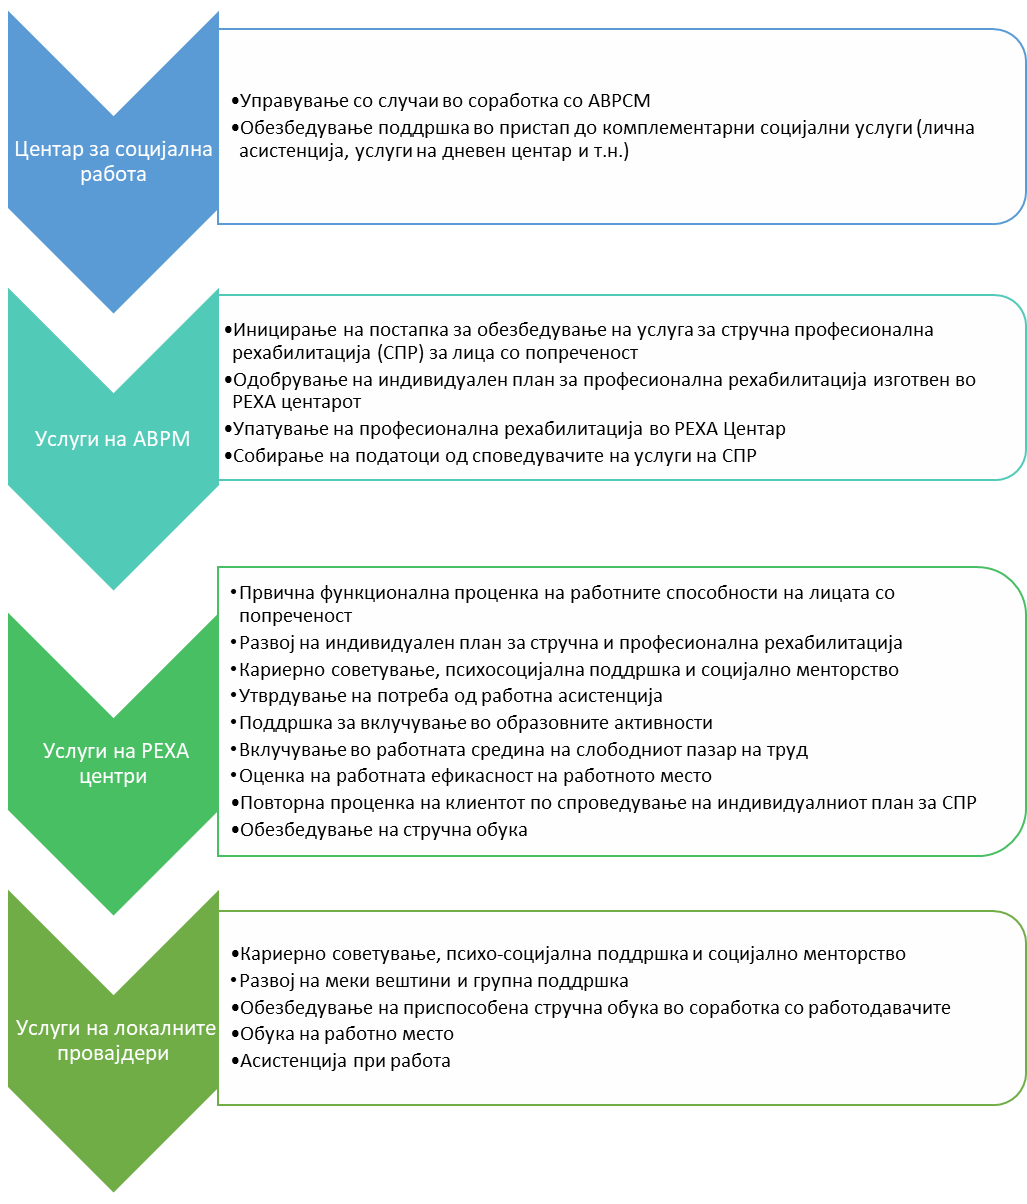 Центар за социјална
работа
•Управување со случаи во соработка со АВРСМ
•Обезбедување поддршка во пристап до комплементарни социјални услуги (лична
асистенција, услуги на дневен центар и т.н.)
Услуги на АВРМ
•Иницирање на постапка за обезбедување на услуга за стручна професионална
рехабилитација (СПР) за лица со попреченост
•Одобрување на индивидуален план за професионална рехабилитација изготвен во
РЕХА центарот
•Упатување на професионална рехабилитација во РЕХА Центар
•Собирање на податоци од споведувачите на услуги на СПР
Услуги на РЕХА
центри
•Првична функционална проценка на работните способности на лицата со
попреченост
•Развој на индивидуален план за стручна и професионална рехабилитација
•Кариерно советување, психосоцијална поддршка и социјално менторство
•Утврдување на потреба од работна асистенција
•Поддршка за вклучување во образовните активности
•Вклучување во работната средина на слободниот пазар на труд
•Оценка на работната ефикасност на работното место
•Повторна проценка на клиентот по спроведување на индивидуалниот план за СПР
•Обезбедување на стручна обука
Услуги на локалните
провајдери
•Кариерно советување, психо-социјална поддршка и социјално менторство
•Развој на меки вештини и групна поддршка
•Обезбедување на приспособена стручна обука во соработка со работодавачите
•Обука на работно место
•Асистенција при работа